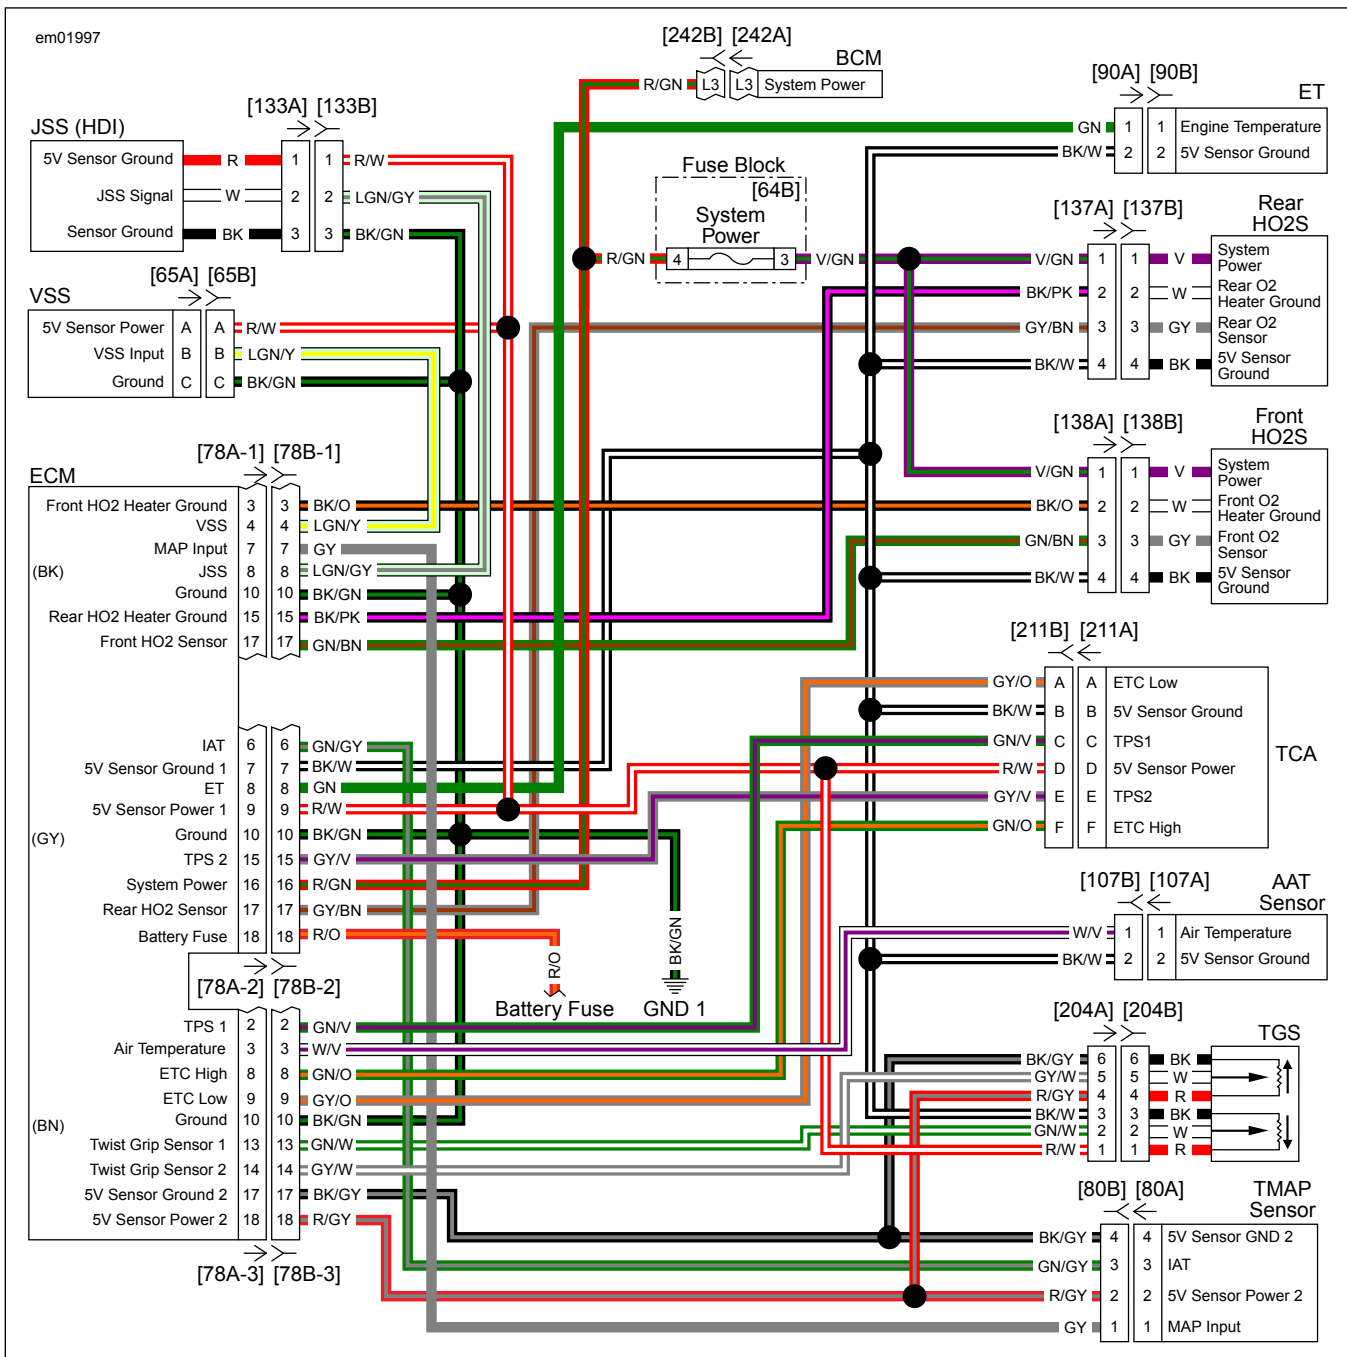 em01997
[242B] [242A]
BCM
R/GN L3 L3 System Power
[90A] [90B]
ET
GN 1 1 Engine Temperature
BK/W 2 2 5V Sensor Ground
[133A] [133B]
JSS (HDI)
5V Sensor Ground R 1 1 R/W
JSS Signal W 2 2 LGN/GY
Sensor Ground BK 3 3 BK/GN
Fuse Block
[64B]
System
Power
R/GN 4 3 V/GN
[137A] [137B]
Rear
HO2S
V/GN 1 1 V System
Power
BK/PK 2 2 W Rear O2
Heater Ground
GY/BN 3 3 GY Rear O2
Sensor
BK/W 4 4 BK 5V Sensor
Ground
[65A] [65B]
VSS
5V Sensor Power A A R/W
VSS Input B B LGN/Y
Ground C C BK/GN
[138A] [138B]
Front
HO2S
V/GN 1 1 V System
Power
BK/O 2 2 W Front O2
Heater Ground
GN/BN 3 3 GY Front O2
Sensor
BK/W 4 4 BK 5V Sensor
Ground
[78A-1] [78B-1]
ECM
Front HO2 Heater Ground 3 3 BK/O
VSS 4 4 LGN/Y
MAP Input 7 7 GY
(BK)
JSS 8 8 LGN/GY
Ground 10 10 BK/GN
Rear HO2 Heater Ground 15 15 BK/PK
Front HO2 Sensor 17 17 GN/BN
[211B] [211A]
TCA
GY/O A A ETC Low
BK/W B B 5V Sensor Ground
GN/V C C TPS1
R/W D D 5V Sensor Power
GY/V E E TPS2
GN/O F F ETC High
IAT 6 6 GN/GY
5V Sensor Ground 1 7 7 BK/W
ET 8 8 GN
5V Sensor Power 1 9 9 R/W
(GY)
Ground 10 10 BK/GN
TPS 2 15 15 GY/V
System Power 16 16 R/GN
Rear HO2 Sensor 17 17 GY/BN
Battery Fuse 18 18 R/O
[78A-2] [78B-2]
R/O
Battery Fuse
BK/GN
GND 1
[107B] [107A]
AAT
Sensor
W/V 1 1 Air Temperature
BK/W 2 2 5V Sensor Ground
TPS 1 2 2 GN/V
Air Temperature 3 3 W/V
ETC High 8 8 GN/O
ETC Low 9 9 GY/O
Ground 10 10 BK/GN
(BN)
Twist Grip Sensor 1 13 13 GN/W
Twist Grip Sensor 2 14 14 GY/W
5V Sensor Ground 2 17 17 BK/GY
5V Sensor Power 2 18 18 R/GY
[78A-3] [78B-3]
[204A] [204B]
TGS
BK/GY 6 6 BK
GY/W 5 5 W
R/GY 4 4 R
BK/W 3 3 BK
GN/W 2 2 W
R/W 1 1 R
[80B] [80A]
TMAP
Sensor
BK/GY 4 4 5V Sensor GND 2
GN/GY 3 3 IAT
R/GY 2 2 5V Sensor Power 2
GY 1 1 MAP Input